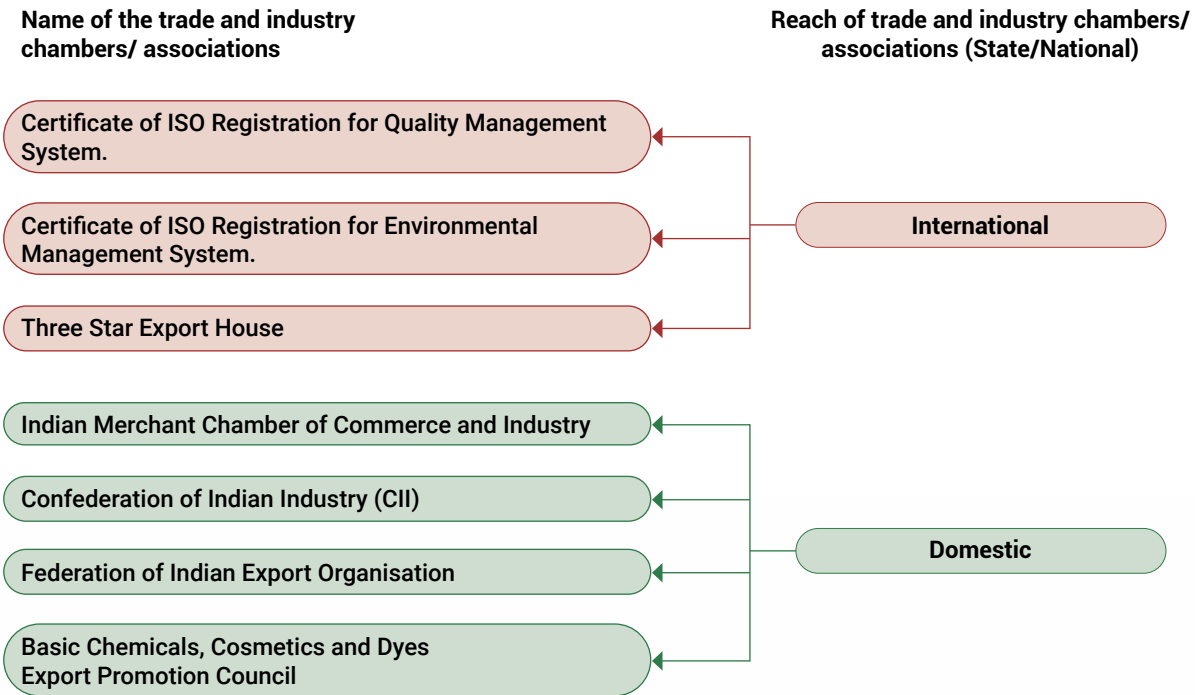 Name of the trade and industry
chambers/ associations
Reach of trade and industry chambers/
associations (State/National)
Certificate of ISO Registration for Quality Management
System.
Certificate of ISO Registration for Environmental
Management System.
Three Star Export House
International
Indian Merchant Chamber of Commerce and Industry
Confederation of Indian Industry (CII)
Federation of Indian Export Organisation
Basic Chemicals, Cosmetics and Dyes
Export Promotion Council
Domestic